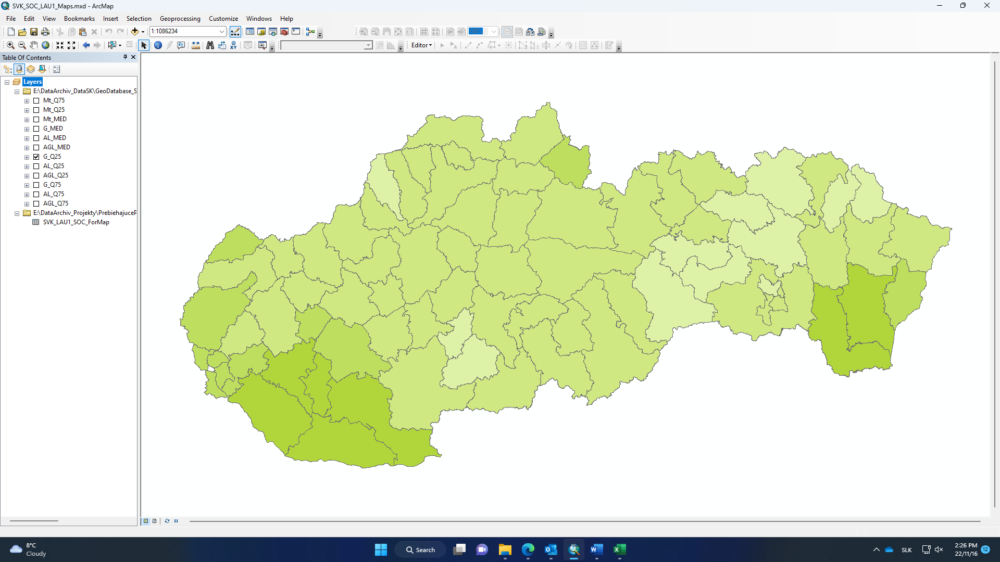 SVK_SOC_LAU1_Maps.mxd - ArcMap
File Edit View Bookmarks Insert Selection Geoprocessing Customize Windows Help
1:1086234
100%
Editor
Table Of Contents
Layers
E:\DataArchiv_DataSK\GeoDatabase_S
Mt_Q75
Mt_Q25
Mt_MED
G_MED
AL_MED
AGL_MED
G_Q25
AL_Q25
AGL_Q25
G_Q75
AL_Q75
AGL_Q75
E:\DataArchiv_Projekty\PrebiehajuceP
SVK_LAU1_SOC_ForMap
8°C
Cloudy
Search
SLK
2:26 PM
22/11/16
12